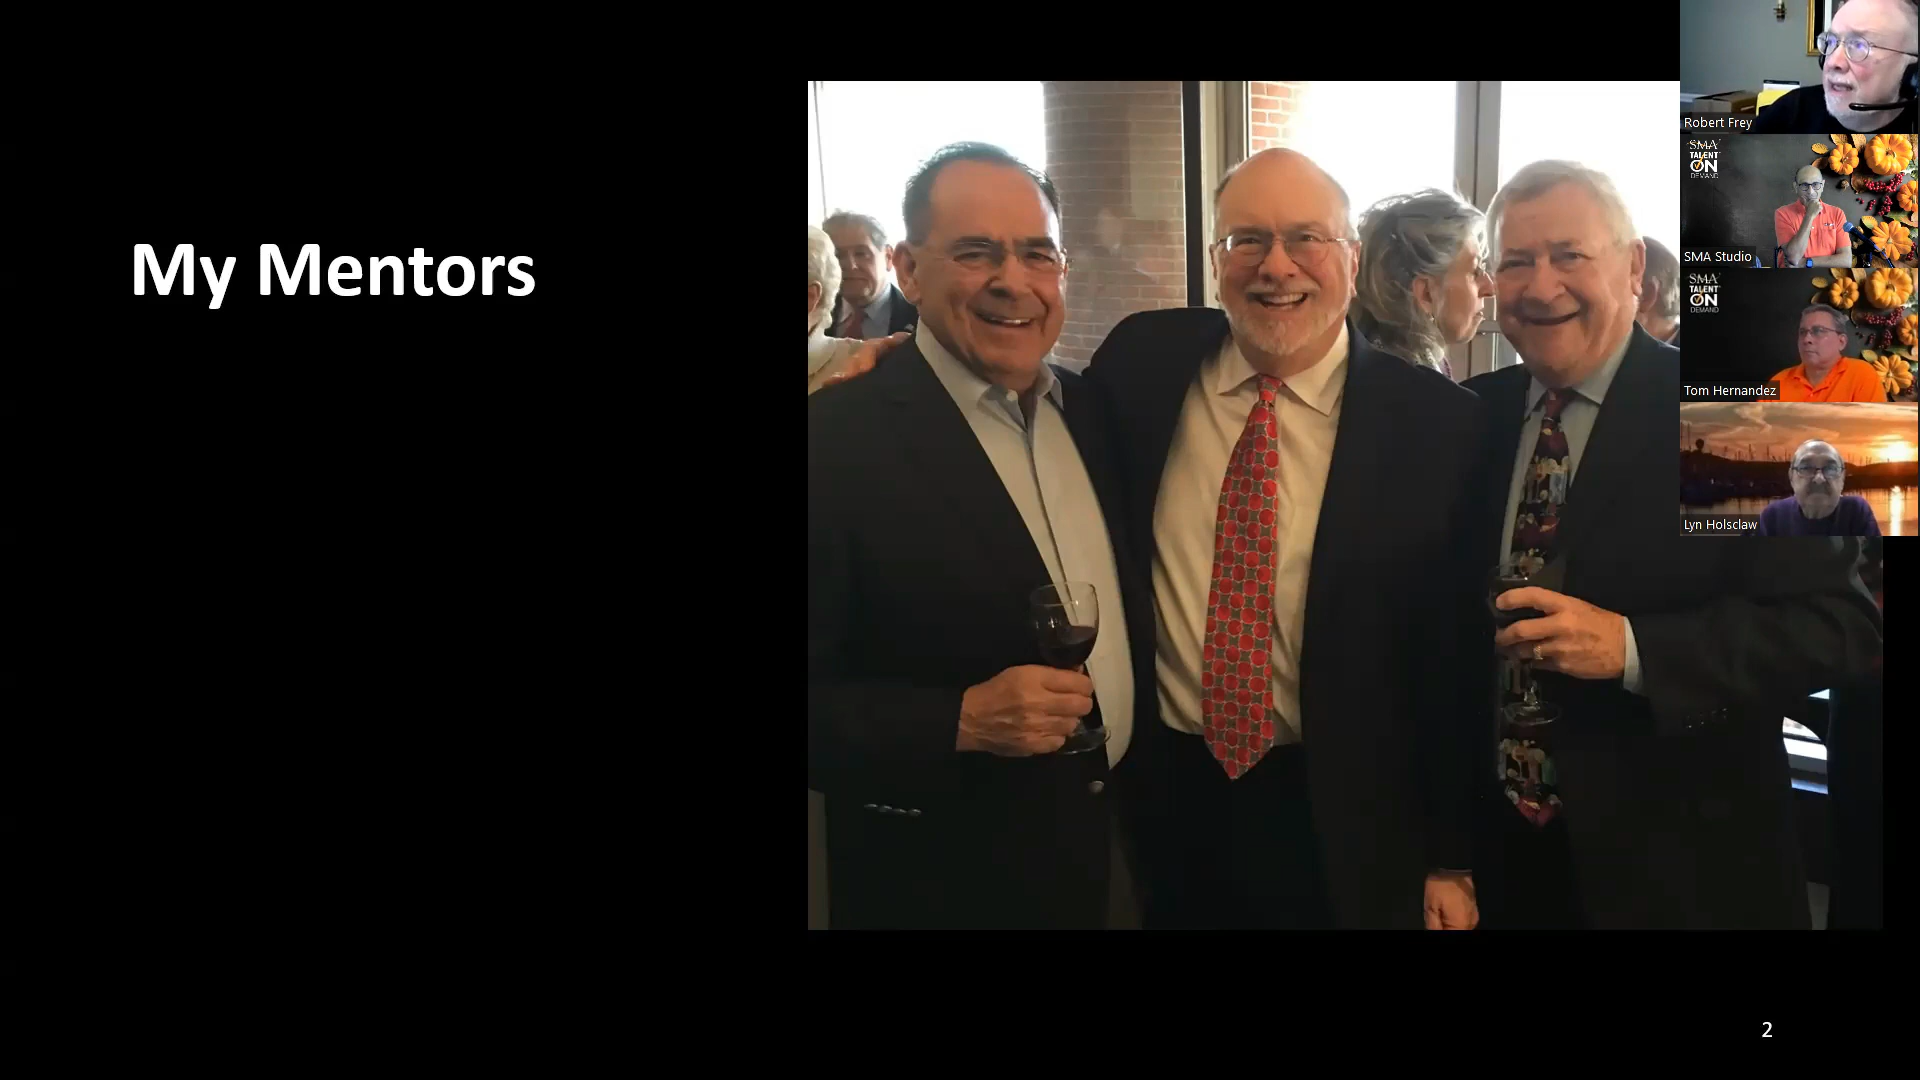 My Mentors
Robert Frey
SMA
TALENT
ON
DEMAND
SMA Studio
SMA
TALENT
ON
DEMAND
Tom Hernandez
Lyn Holsclaw
2